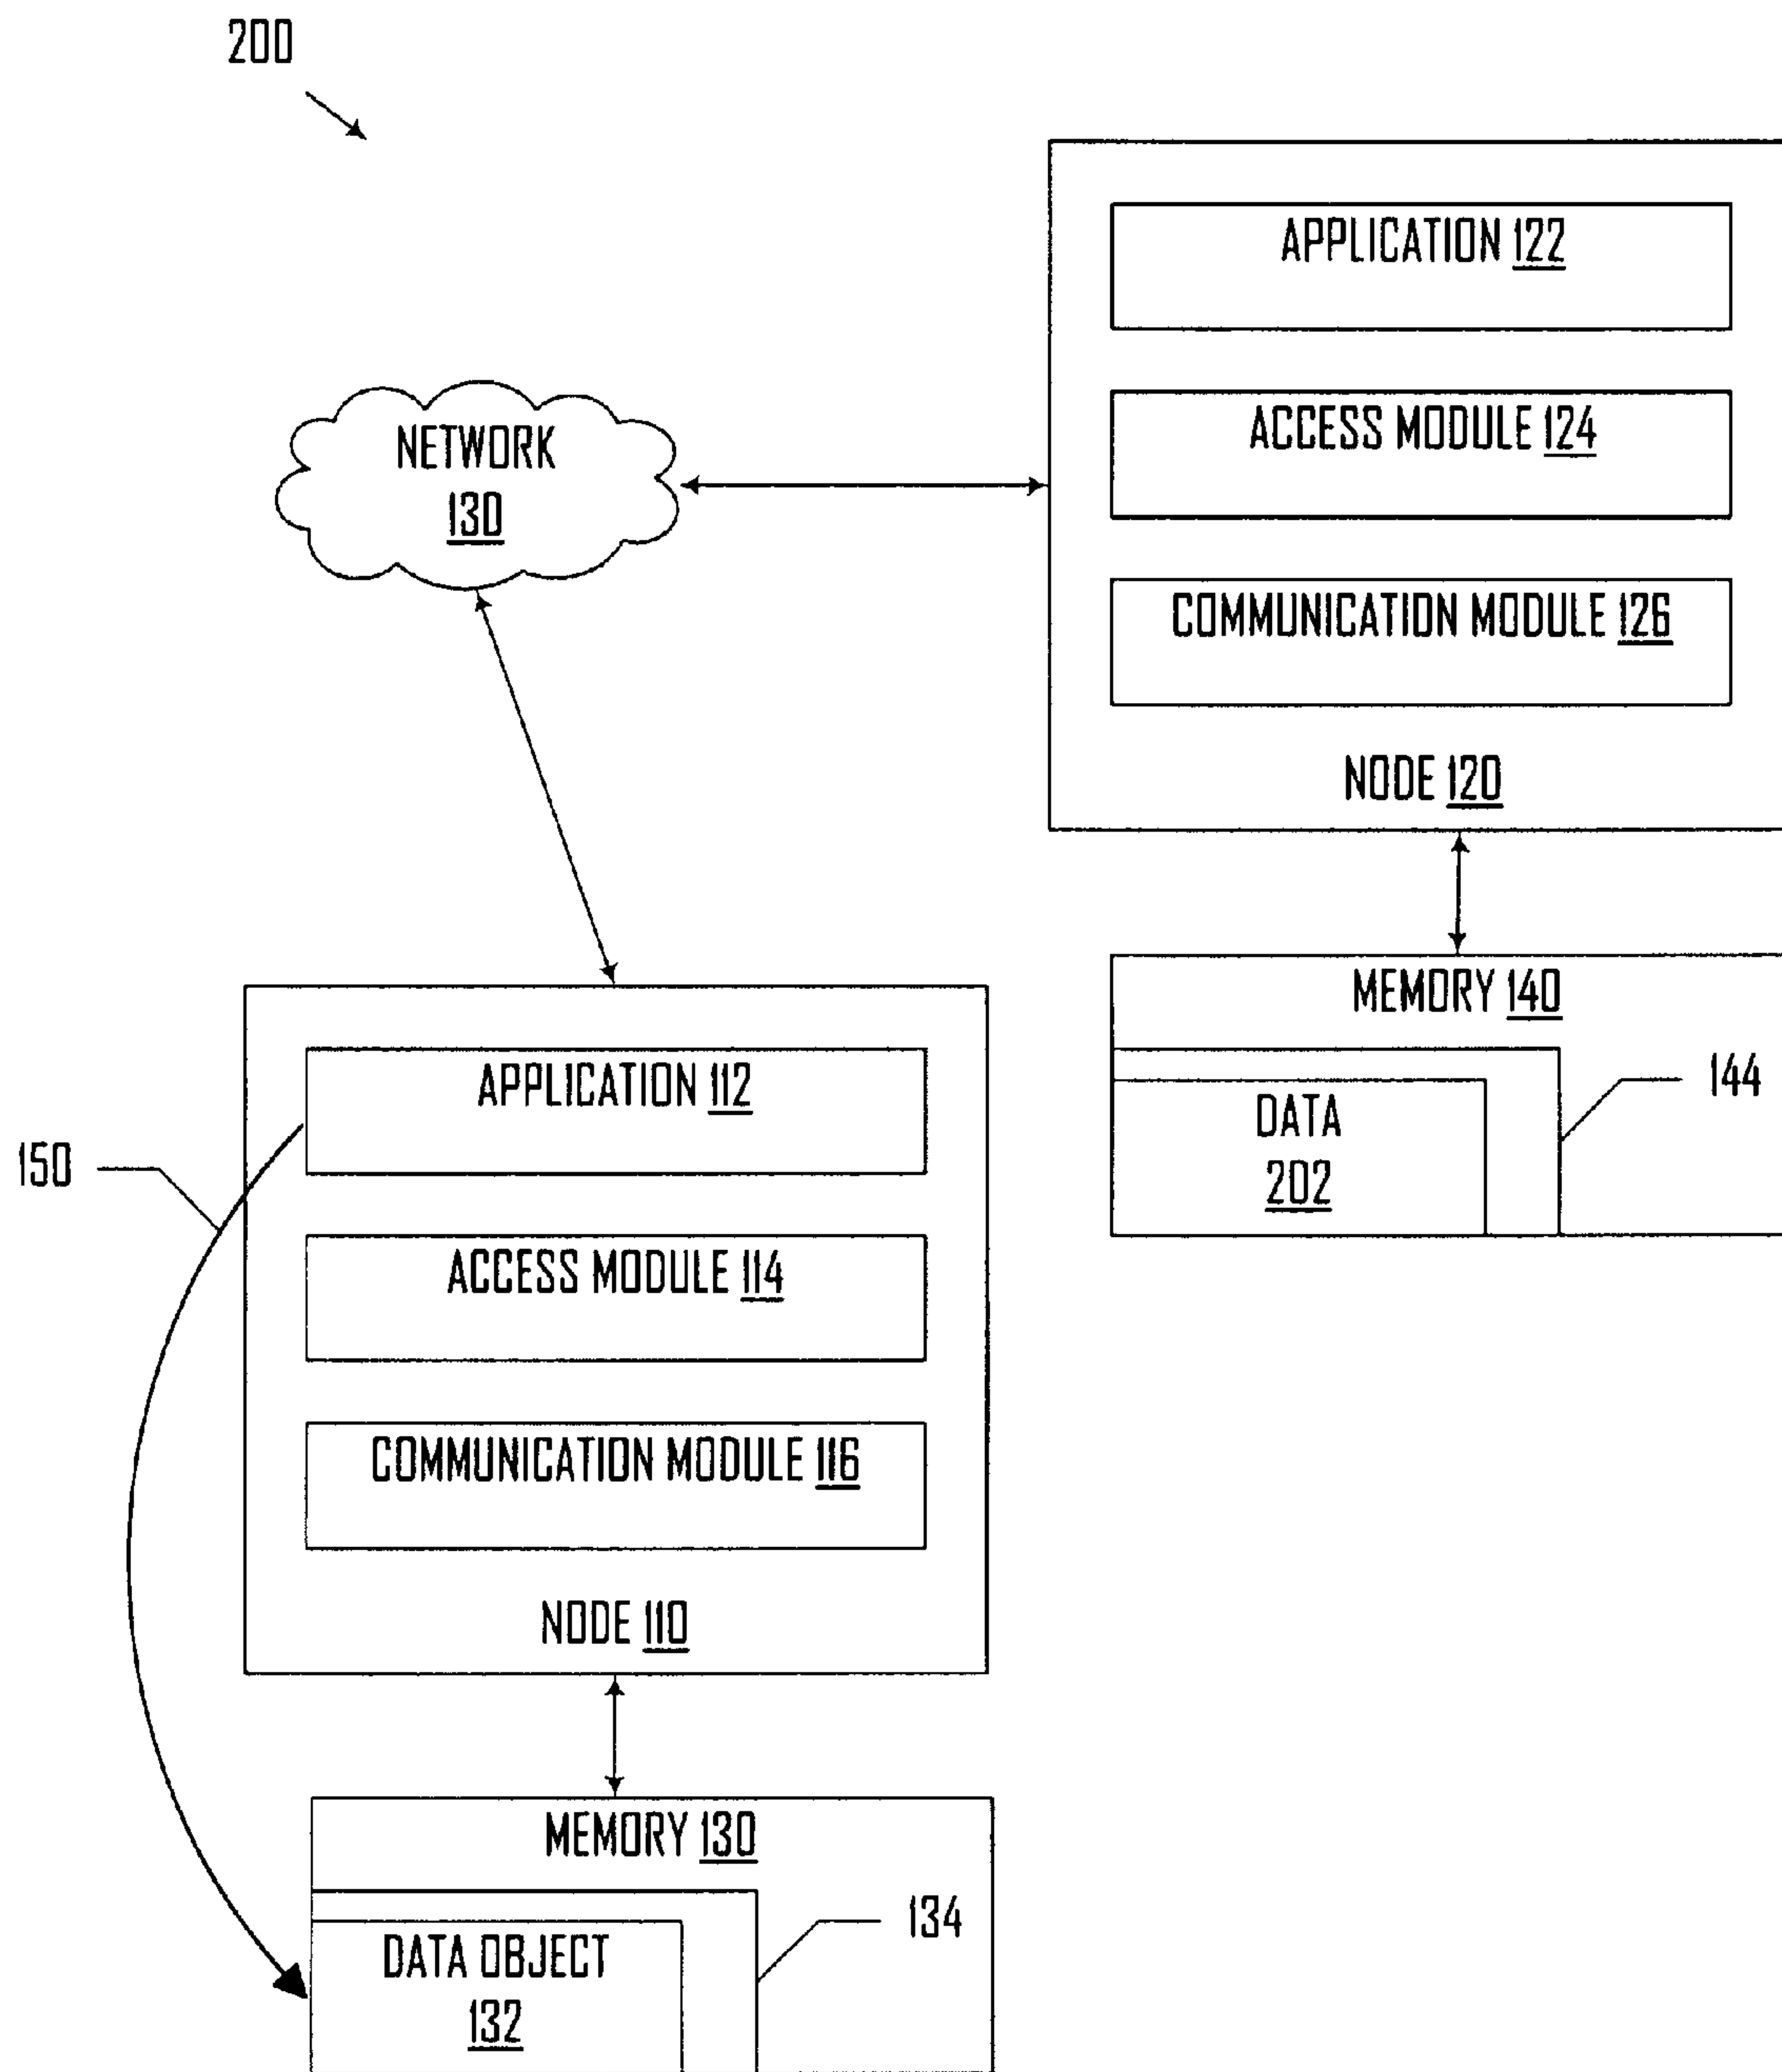 200
APPLICATION 122
ACCESS MODULE 124
COMMUNICATION MODULE 126
NODE 120
NETWORK
130
MEMORY 140
144
DATA
202
150
APPLICATION 112
ACCESS MODULE 114
COMMUNICATION MODULE 116
NODE 110
MEMORY 130
134
DATA OBJECT
132